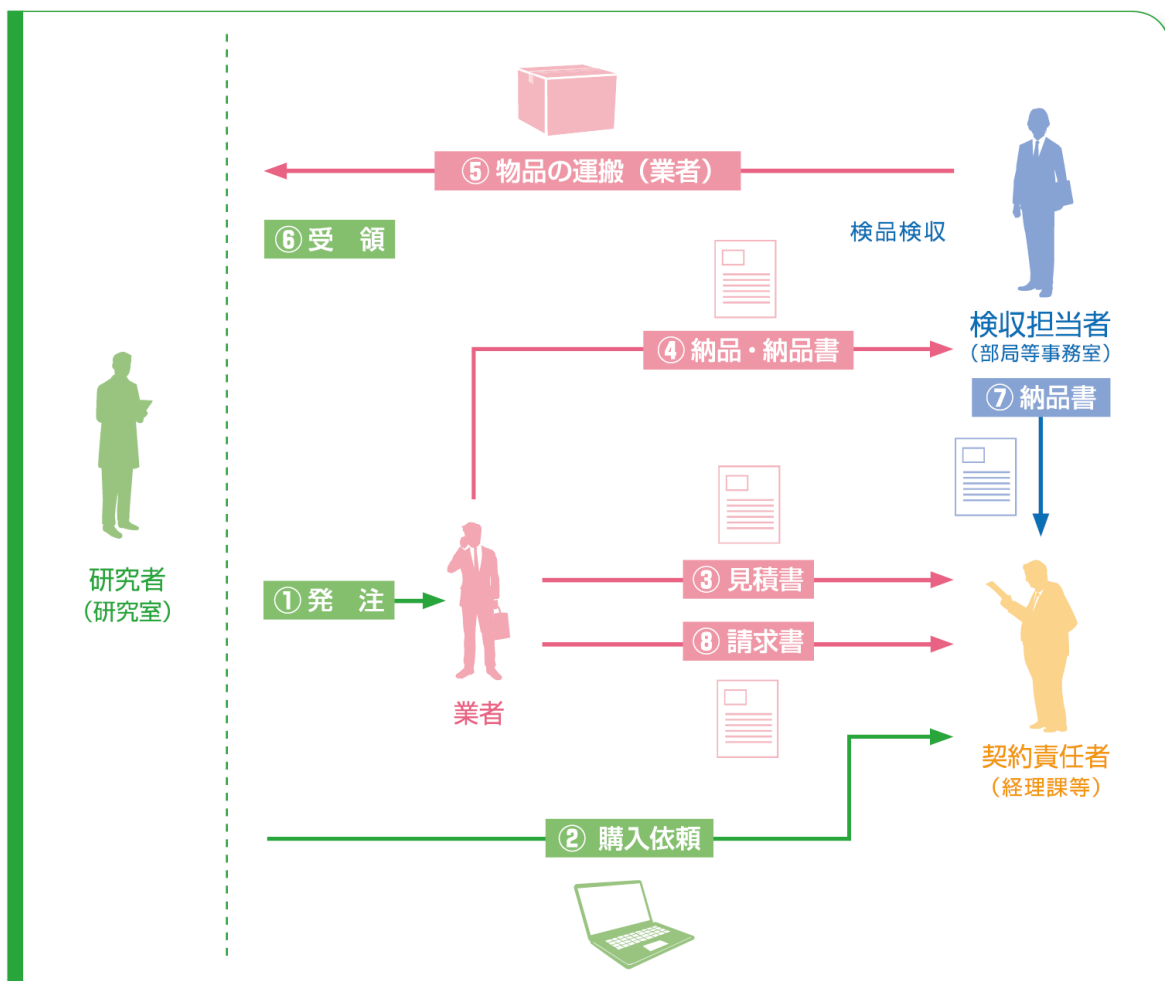 ⑤ 物品の運搬（業者）
⑥ 受　領
検品検収
検収担当者
（部局等事務室）
④ 納品・納品書
⑦ 納品書
研究者
（研究室）
① 発　注
業者
③ 見積書
⑧ 請求書
契約責任者
（経理課等）
② 購入依頼